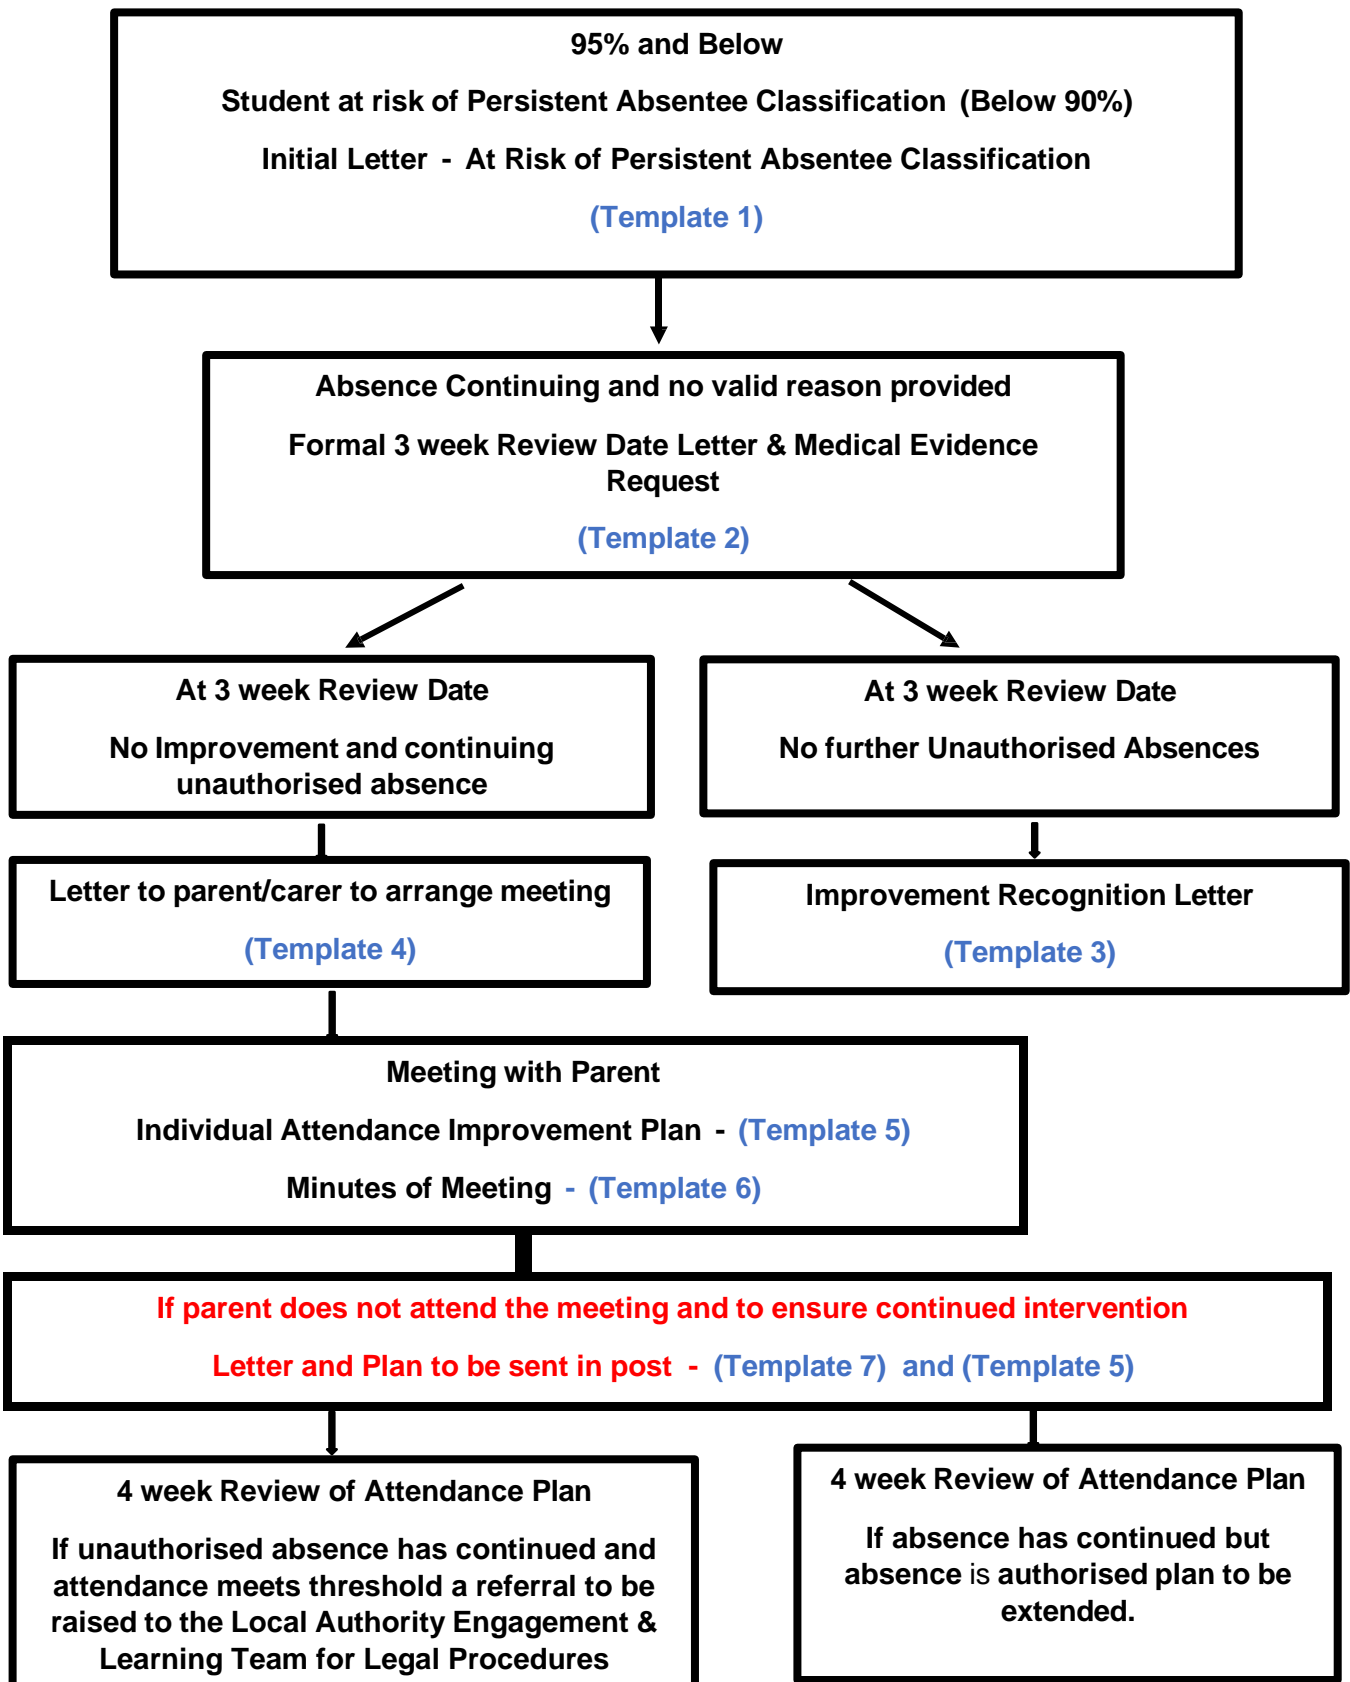 95% and Below
Student at risk of Persistent Absentee Classification (Below 90%)
Initial Letter - At Risk of Persistent Absentee Classification
(Template 1)
Absence Continuing and no valid reason provided
Formal 3 week Review Date Letter & Medical Evidence
Request
(Template 2)
At 3 week Review Date
No Improvement and continuing
unauthorised absence
At 3 week Review Date
No further Unauthorised Absences
Letter to parent/carer to arrange meeting
(Template 4)
Improvement Recognition Letter
(Template 3)
Meeting with Parent
Individual Attendance Improvement Plan - (Template 5)
Minutes of Meeting - (Template 6)
If parent does not attend the meeting and to ensure continued intervention
Letter and Plan to be sent in post - (Template 7) and (Template 5)
4 week Review of Attendance Plan
If unauthorised absence has continued and
attendance meets threshold a referral to be
raised to the Local Authority Engagement &
Learning Team for Legal Procedures
4 week Review of Attendance Plan
If absence has continued but
absence is authorised plan to be
extended.